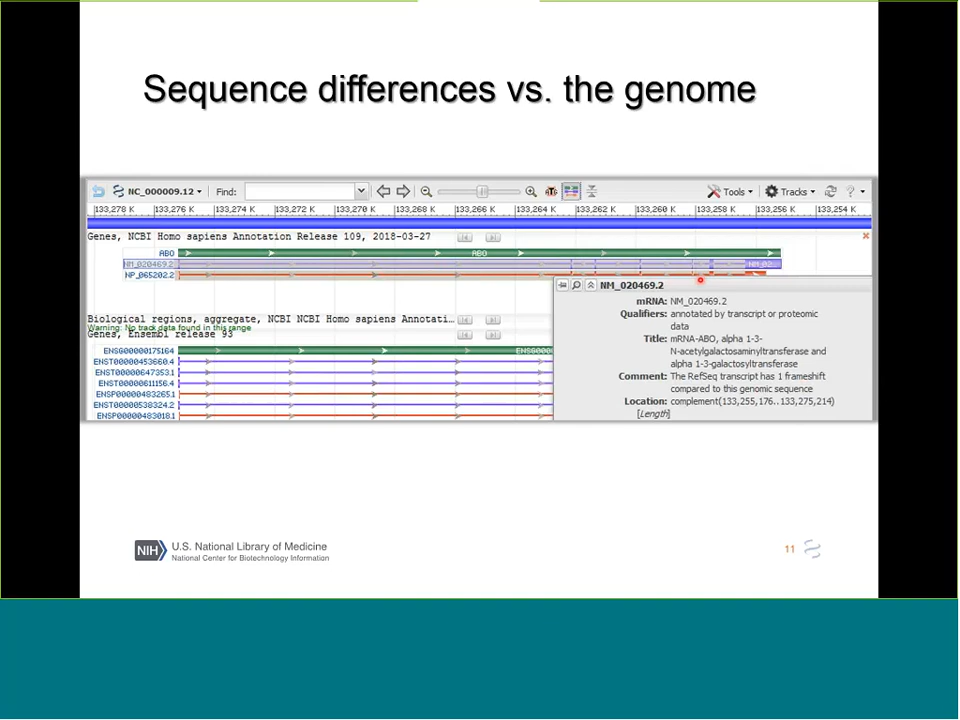 Sequence differences vs. the genome
NC_000009.12 Find: Tools Tracks ?
133,278 K 133,276 K 133,274 K 133,272 K 133,270 K 133,268 K 133,266 K 133,264 K 133,262 K 133,260 K 133,258 K 133,256 K 133,254 K
Genes, NCBI Homo sapiens Annotation Release 109, 2018-03-27
ABO ABO
NM_020469.2 NM_02...
NP_065202.2
NM_020469.2
mRNA: NM_020469.2
Qualifiers: annotated by transcript or proteomic
data
Title: mRNA-ABO, alpha 1-3-
N-acetylgalactosaminyltransferase and
alpha 1-3-galactosyltransferase
Comment: The RefSeq transcript has 1 frameshift
compared to this genomic sequence
Location: complement(133,255,176..133,275,214)
[Length]
Biological regions, aggregate, NCBI NCBI Homo sapiens Annotati...
Warning: No track data found in this range
Genes, Ensembl release 93
ENSG00000175164
ENST00000453660.4
ENST00000647353.1
ENST00000611156.4
ENSP00000483265.1
ENST00000538324.2
ENSP00000483018.1
NIH U.S. National Library of Medicine
National Center for Biotechnology Information
11